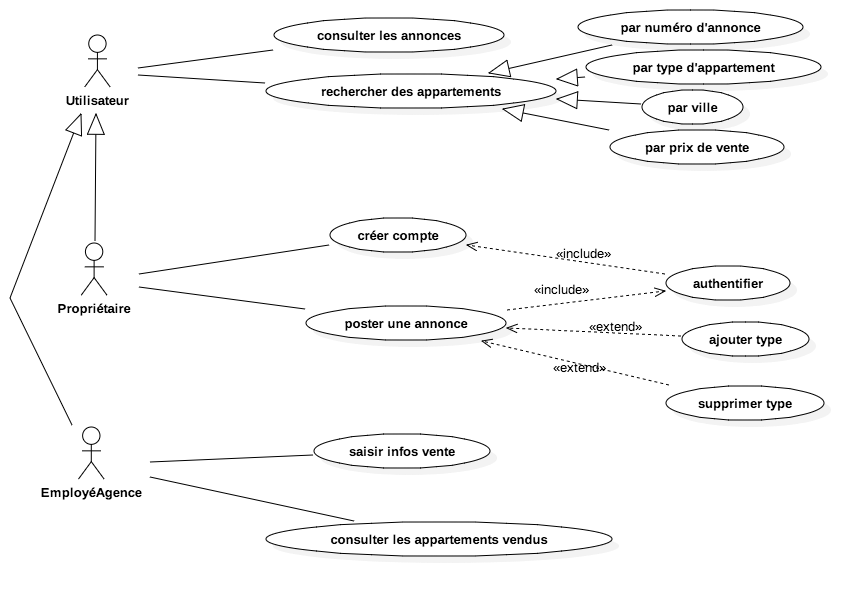 consulter les annonces
par numéro d'annonce
par type d'appartement
rechercher des appartements
Utilisateur
par ville
par prix de vente
créer compte
«include»
authentifier
«include»
Propriétaire
poster une annonce
«extend»
ajouter type
«extend»
supprimer type
saisir infos vente
EmployéAgence
consulter les appartements vendus